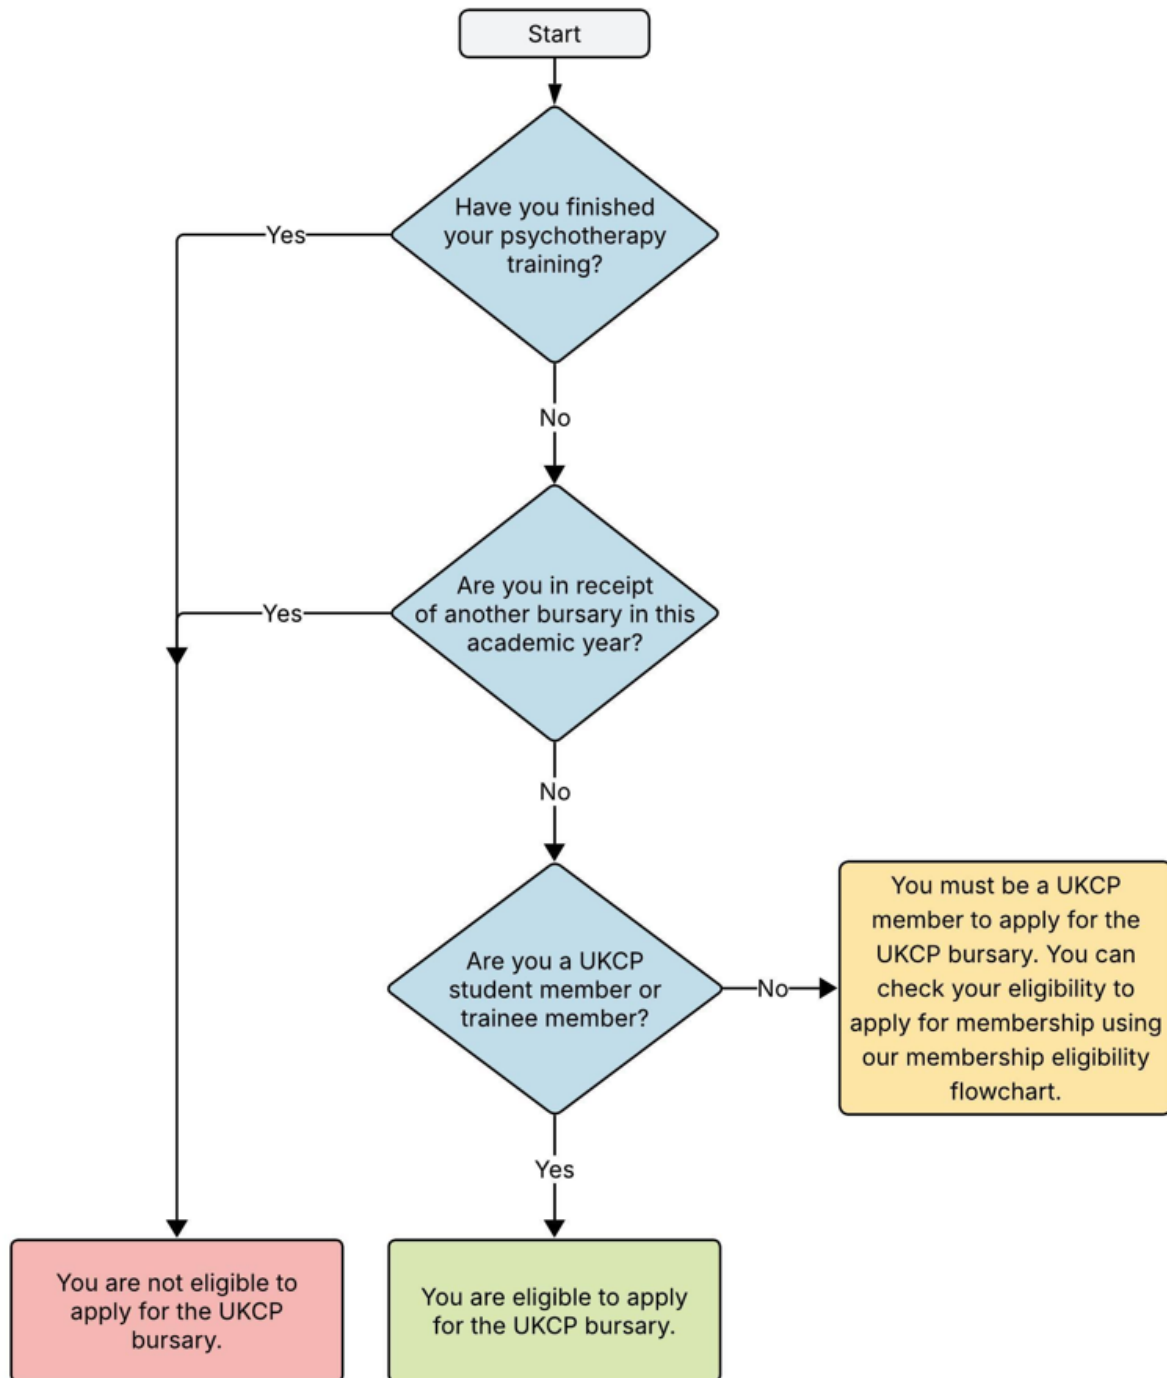 Start
Have you finished
your psychotherapy
training?
Yes
No
Are you in receipt
of another bursary in this
academic year?
Yes
No
Are you a UKCP
student member or
trainee member?
No
You must be a UKCP
member to apply for the
UKCP bursary. You can
check your eligibility to
apply for membership using
our membership eligibility
flowchart.
Yes
You are not eligible to
apply for the UKCP
bursary.
You are eligible to apply
for the UKCP bursary.